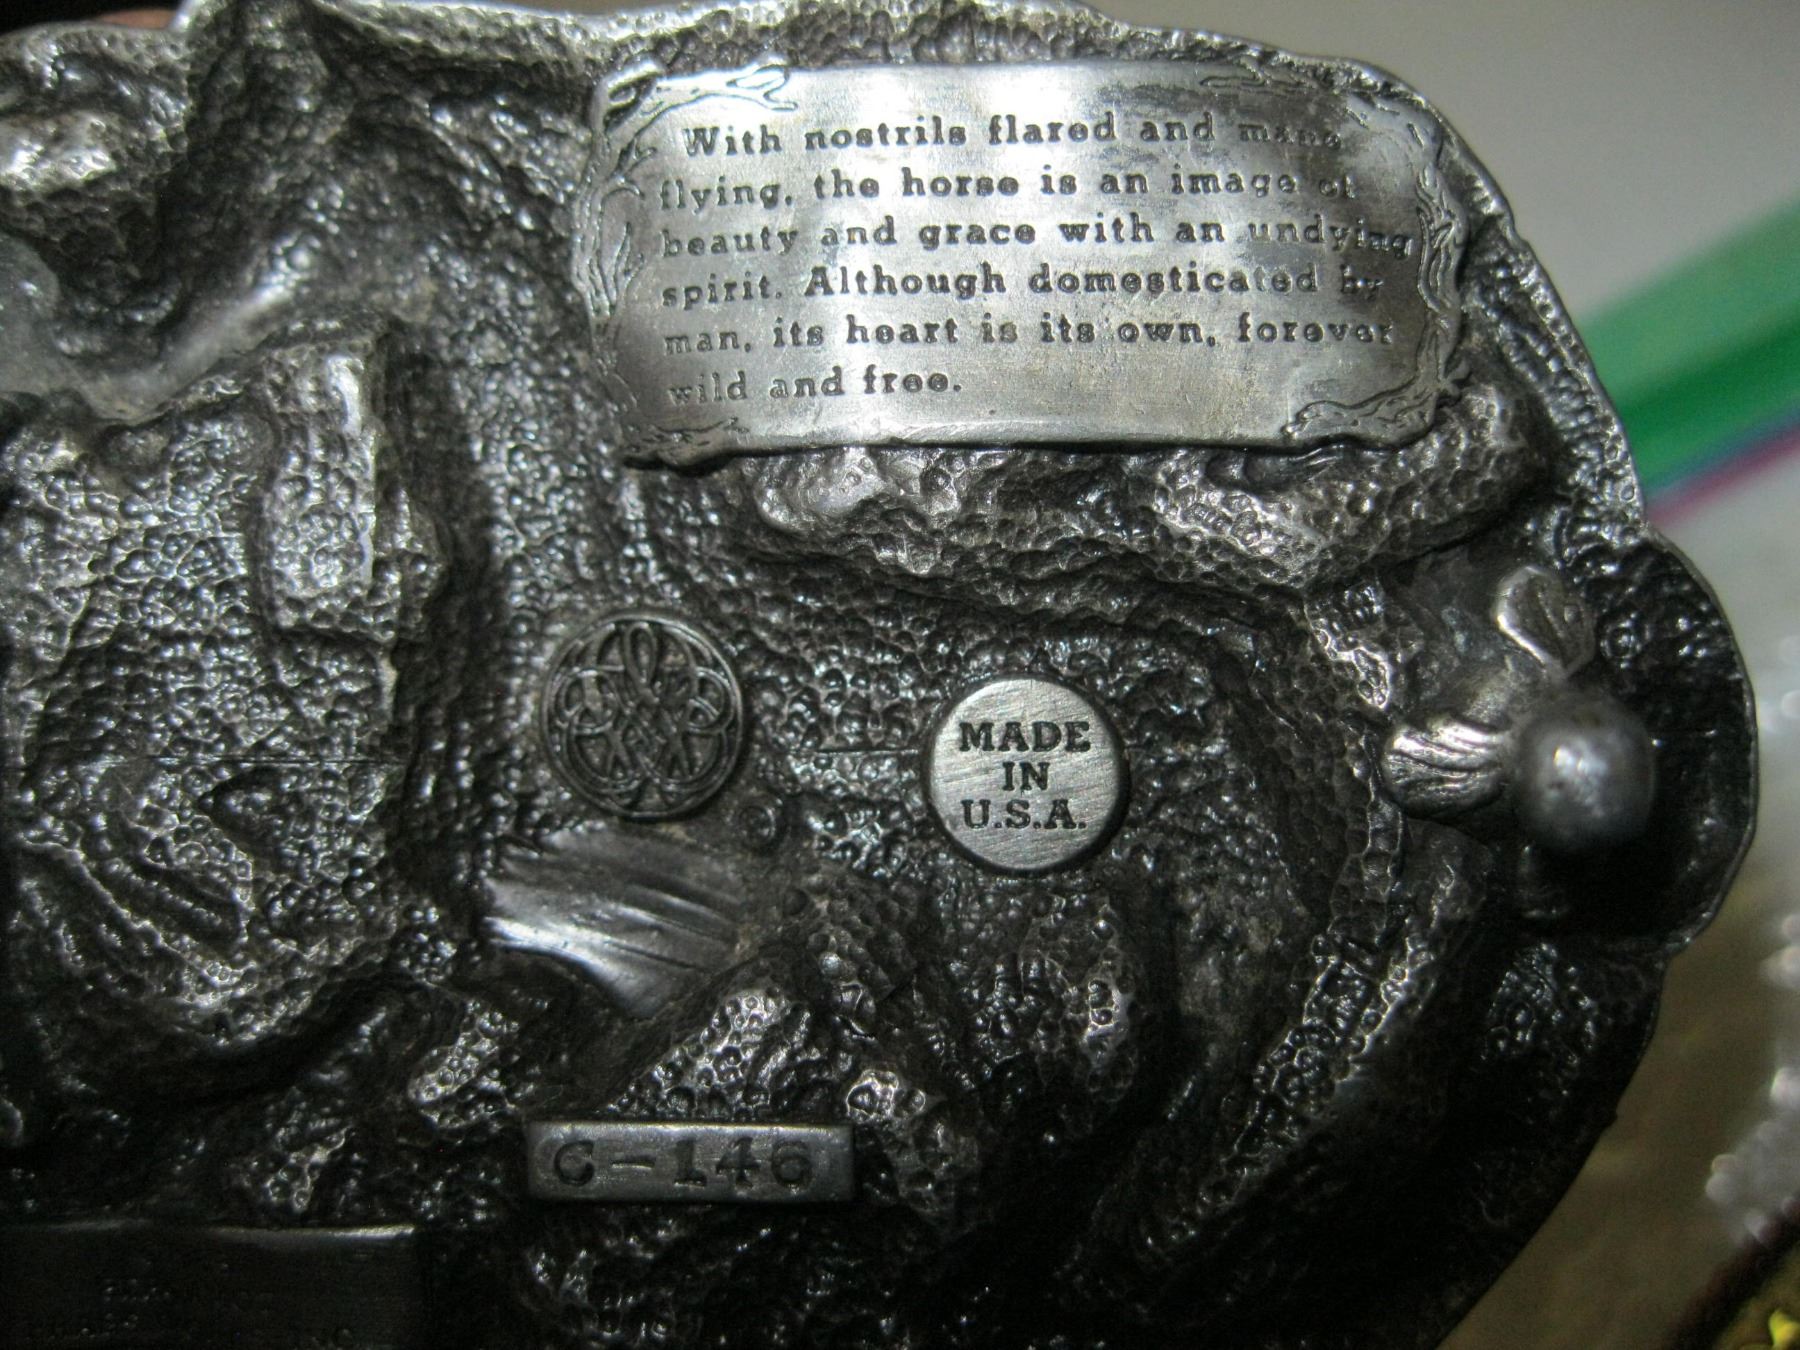 With nostrils flared and mane
flying, the horse is an image of
beauty and grace with an undying
spirit. Although domesticated by
man, its heart is its own, forever
wild and free.
MADE
IN
U.S.A.
C-146